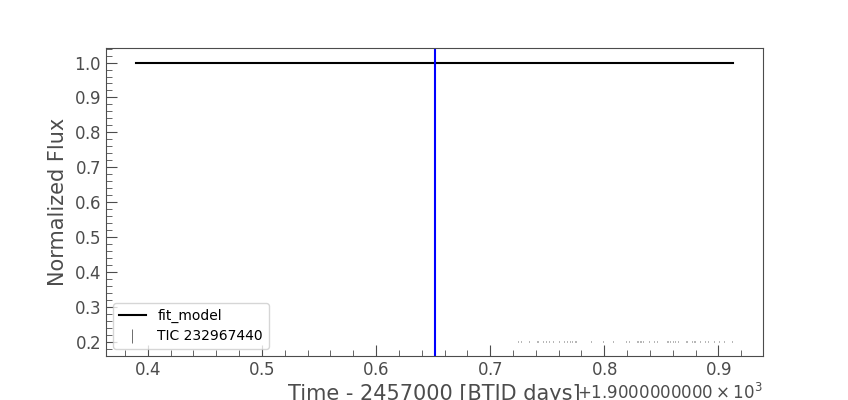 1.0
0.9
0.8
0.7
0.6
0.5
0.4
0.3
0.2
Normalized Flux
fit_model
TIC 232967440
0.4 0.5 0.6 0.7 0.8 0.9
Time - 2457000 [BTJD days]
+1.9000000000 × 10³